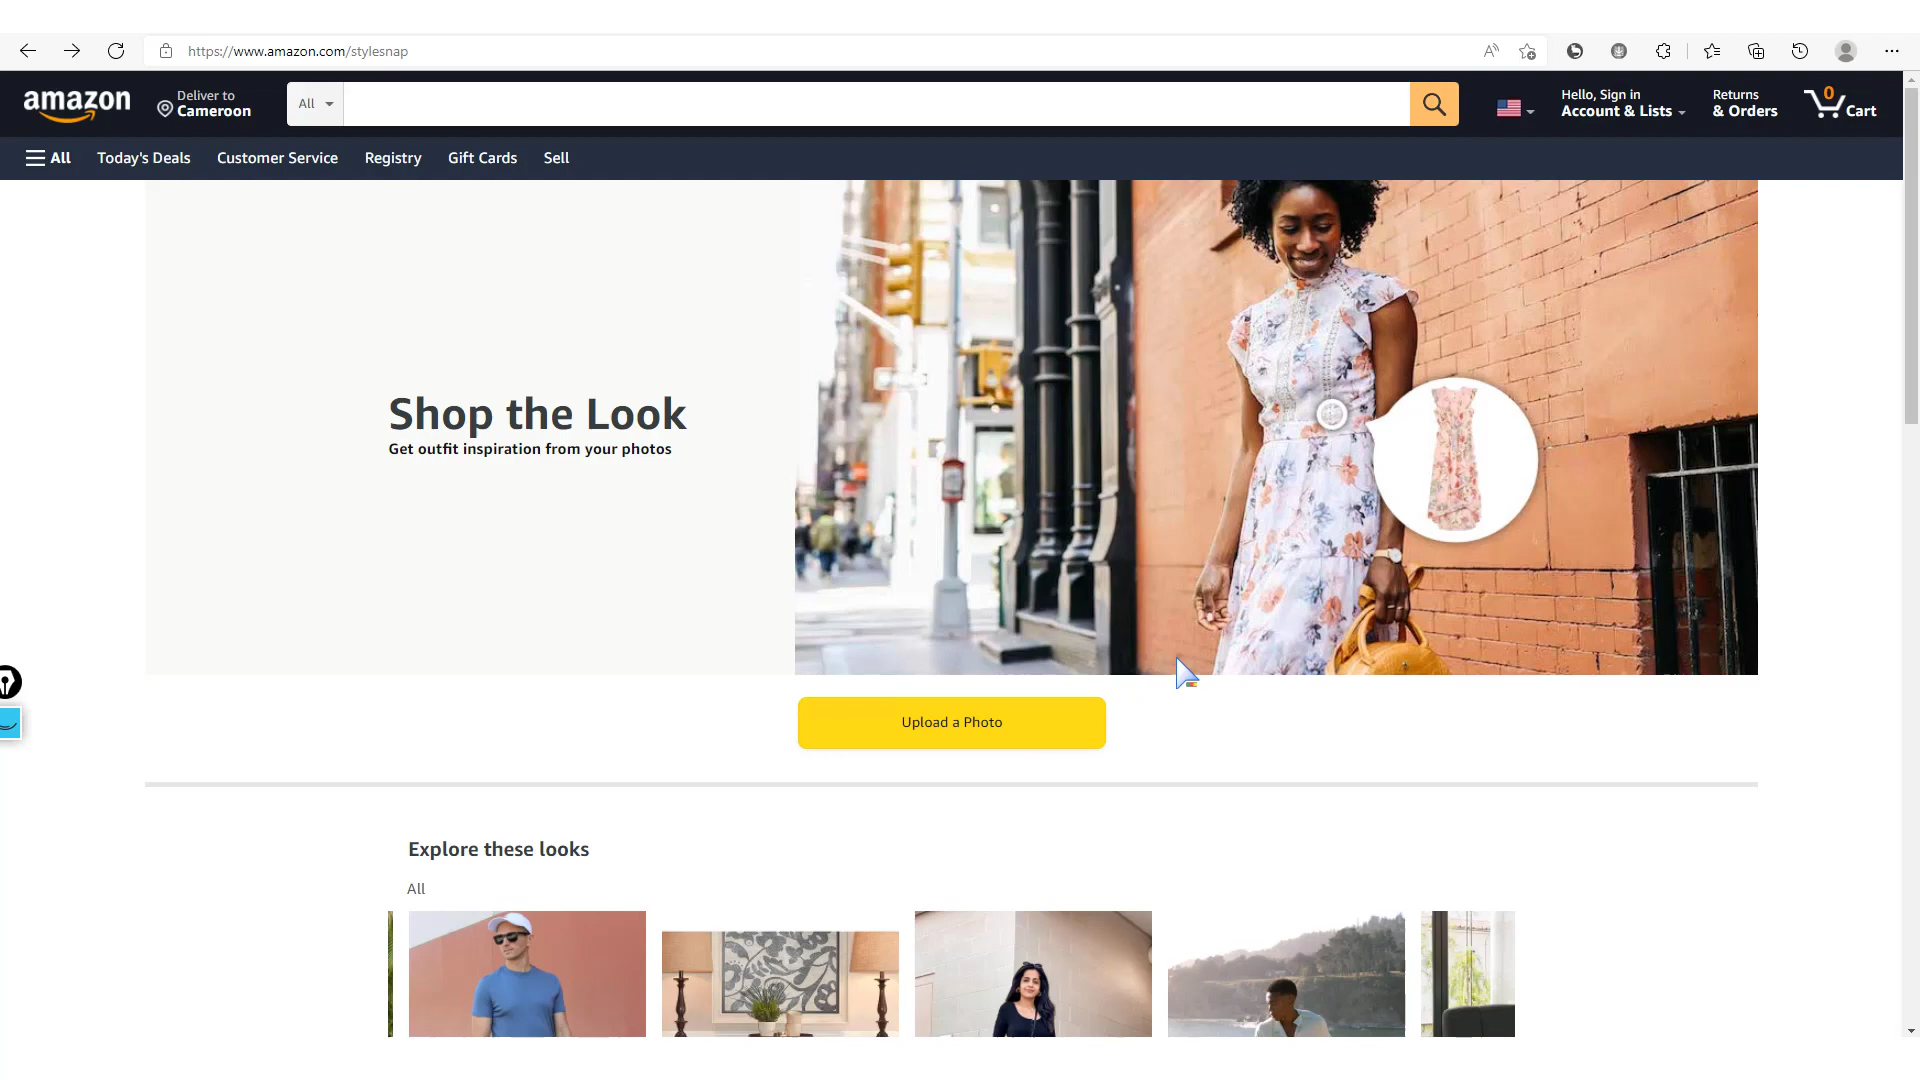 https://www.amazon.com/stylesnap
amazon
Deliver to
Cameroon
All
Hello, Sign in
Account & Lists
Returns
& Orders
0
Cart
All
Today's Deals
Customer Service
Registry
Gift Cards
Sell
Shop the Look
Get outfit inspiration from your photos
Upload a Photo
Explore these looks
All